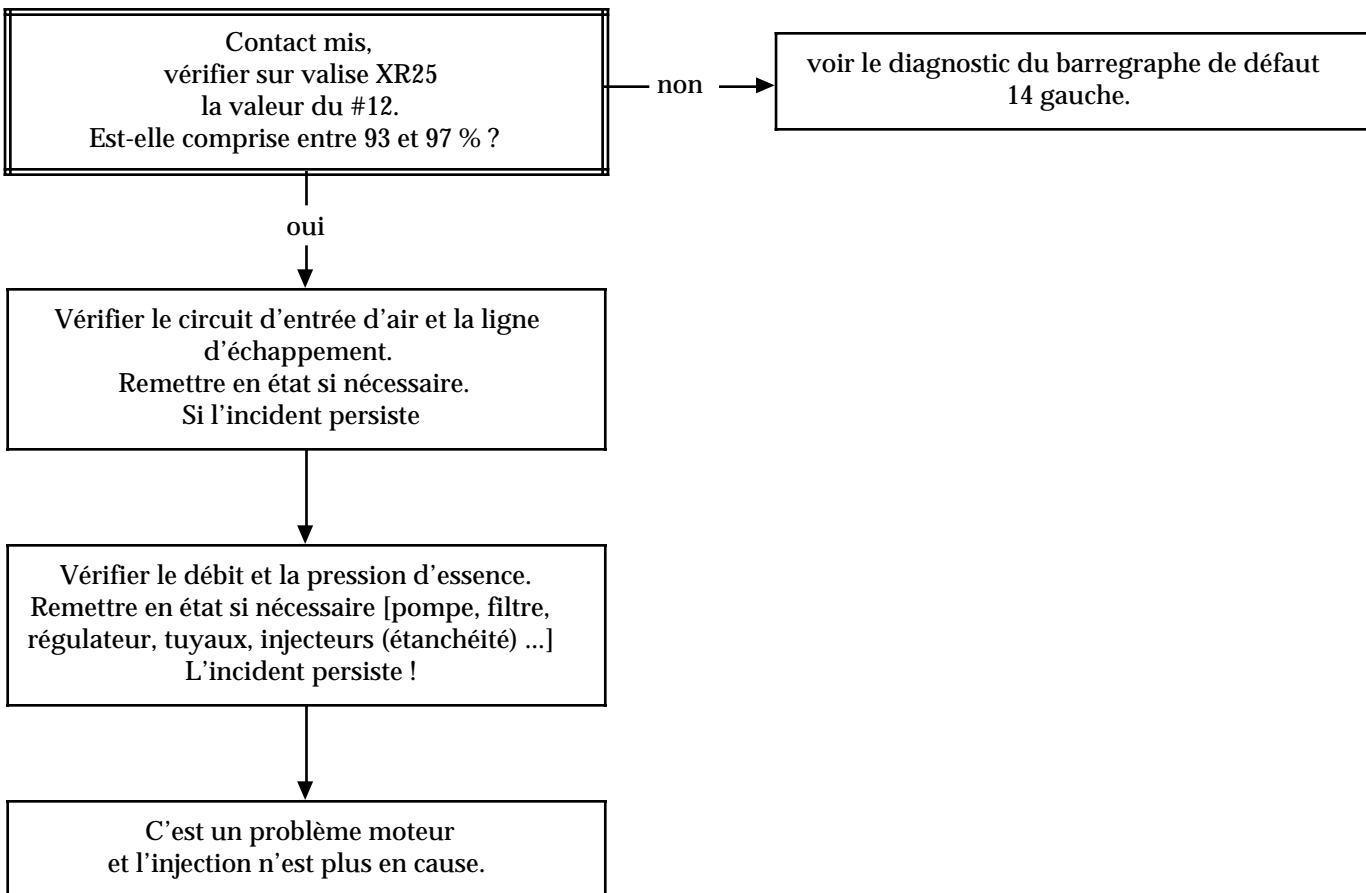 Contact mis,
vérifier sur valise XR25
la valeur du #12.
Est-elle comprise entre 93 et 97 % ?
non
voir le diagnostic du barregraphe de défaut
14 gauche.
oui
Vérifier le circuit d’entrée d’air et la ligne
d’échappement.
Remettre en état si nécessaire.
Si l’incident persiste
Vérifier le débit et la pression d’essence.
Remettre en état si nécessaire [pompe, filtre,
régulateur, tuyaux, injecteurs (étanchéité) ...]
L’incident persiste !
C’est un problème moteur
et l’injection n’est plus en cause.